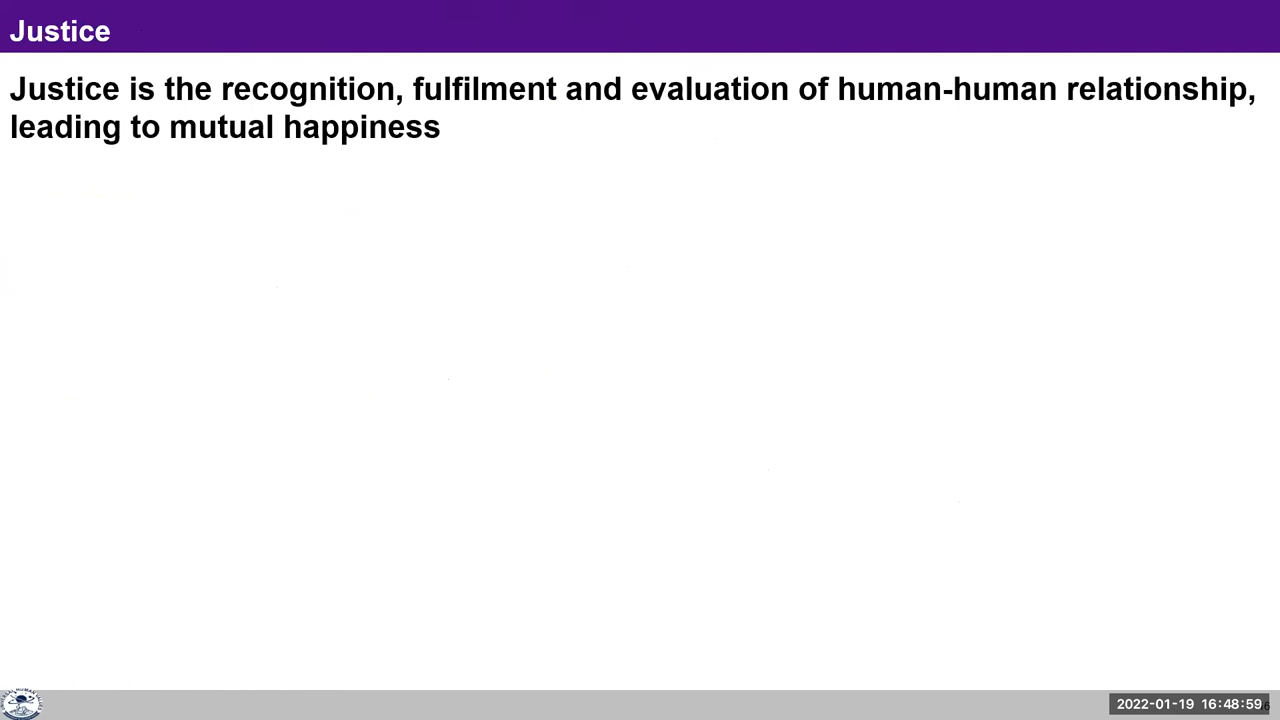 Justice
Justice is the recognition, fulfilment and evaluation of human-human relationship,
leading to mutual happiness
2022-01-19 16:48:59